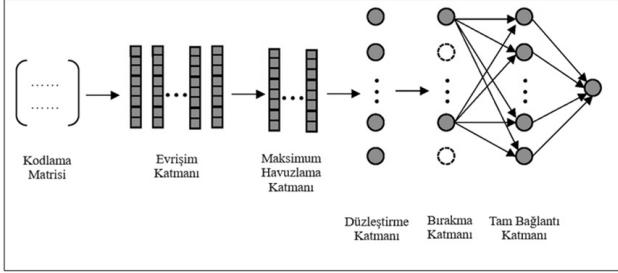 ......
......
Kodlama
Matrisi
Evrişim
Katmanı
Maksimum
Havuzlama
Katmanı
Düzleştirme
Katmanı
Bırakma
Katmanı
Tam Bağlantı
Katmanı